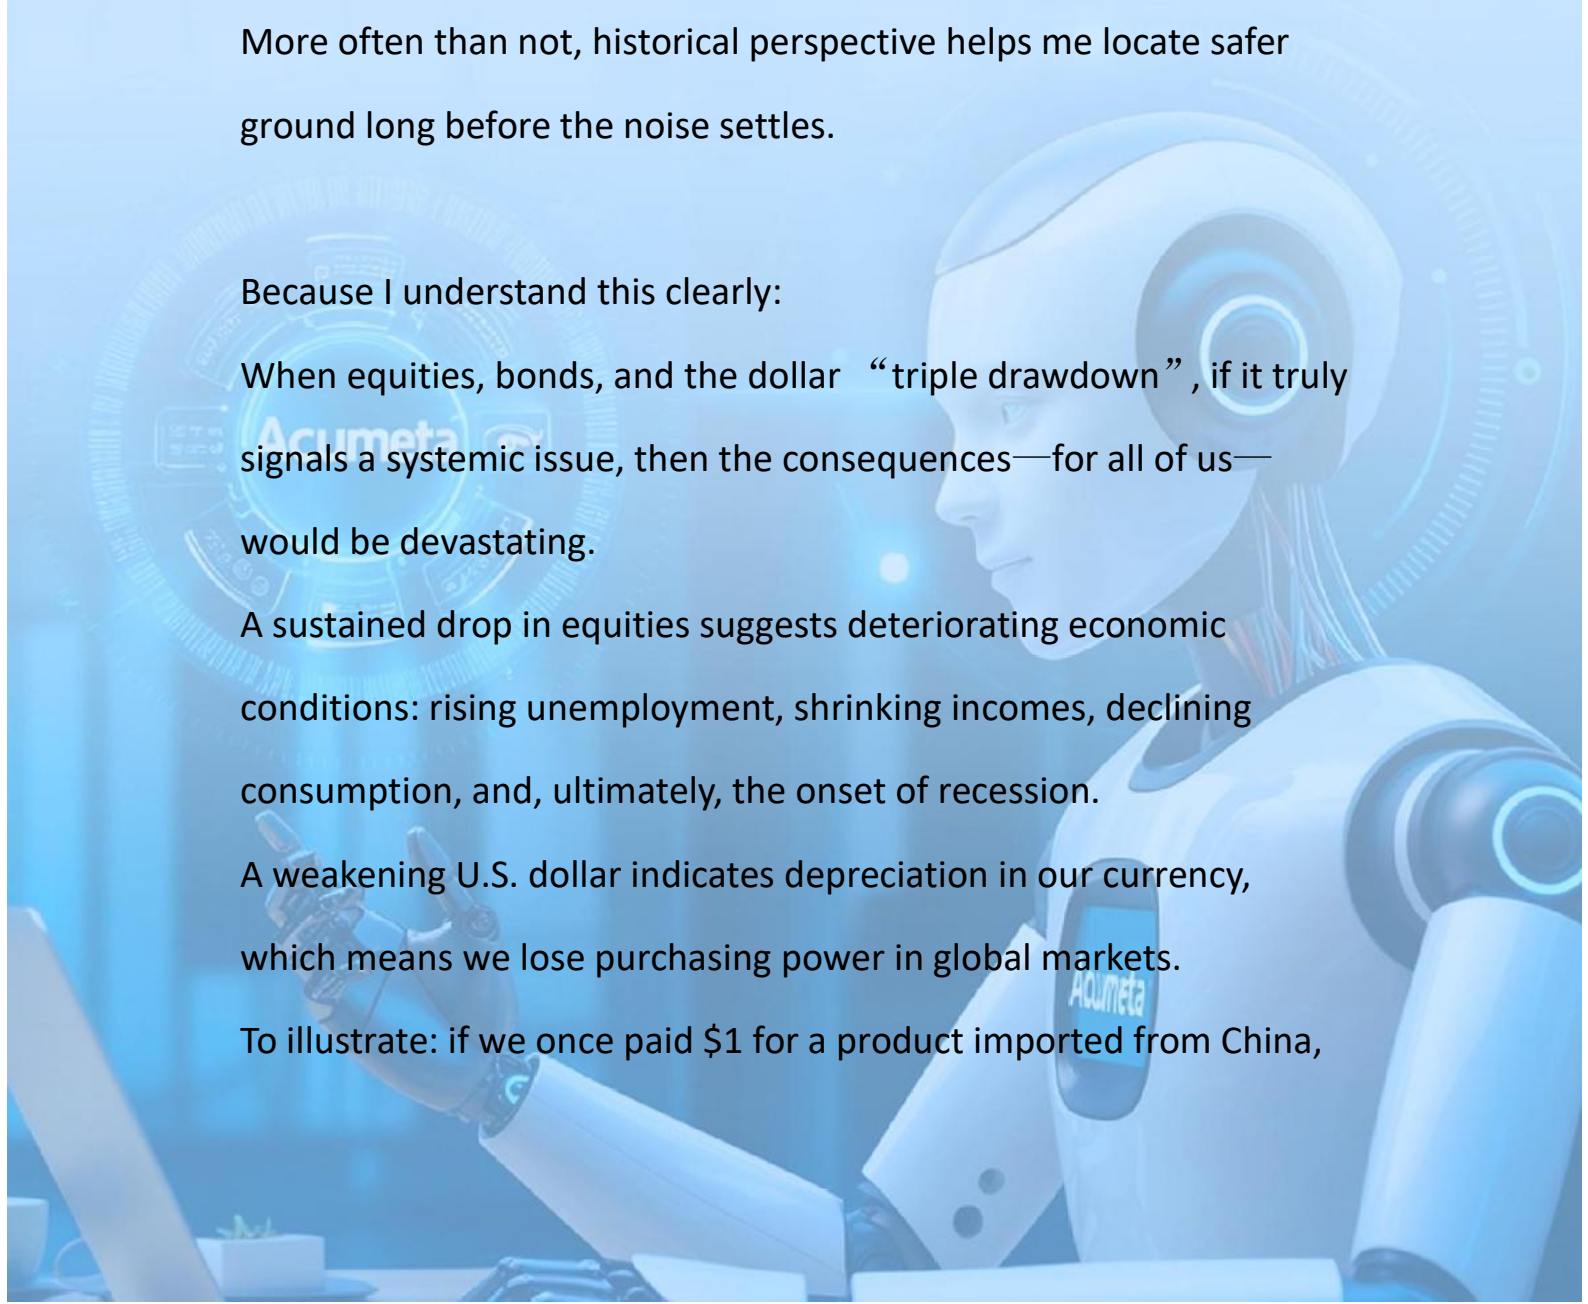 More often than not, historical perspective helps me locate safer
ground long before the noise settles.
Because I understand this clearly:
When equities, bonds, and the dollar “triple drawdown”, if it truly
signals a systemic issue, then the consequences—for all of us—
would be devastating.
A sustained drop in equities suggests deteriorating economic
conditions: rising unemployment, shrinking incomes, declining
consumption, and, ultimately, the onset of recession.
A weakening U.S. dollar indicates depreciation in our currency,
which means we lose purchasing power in global markets.
To illustrate: if we once paid $1 for a product imported from China,
Acumeta
Acumeta